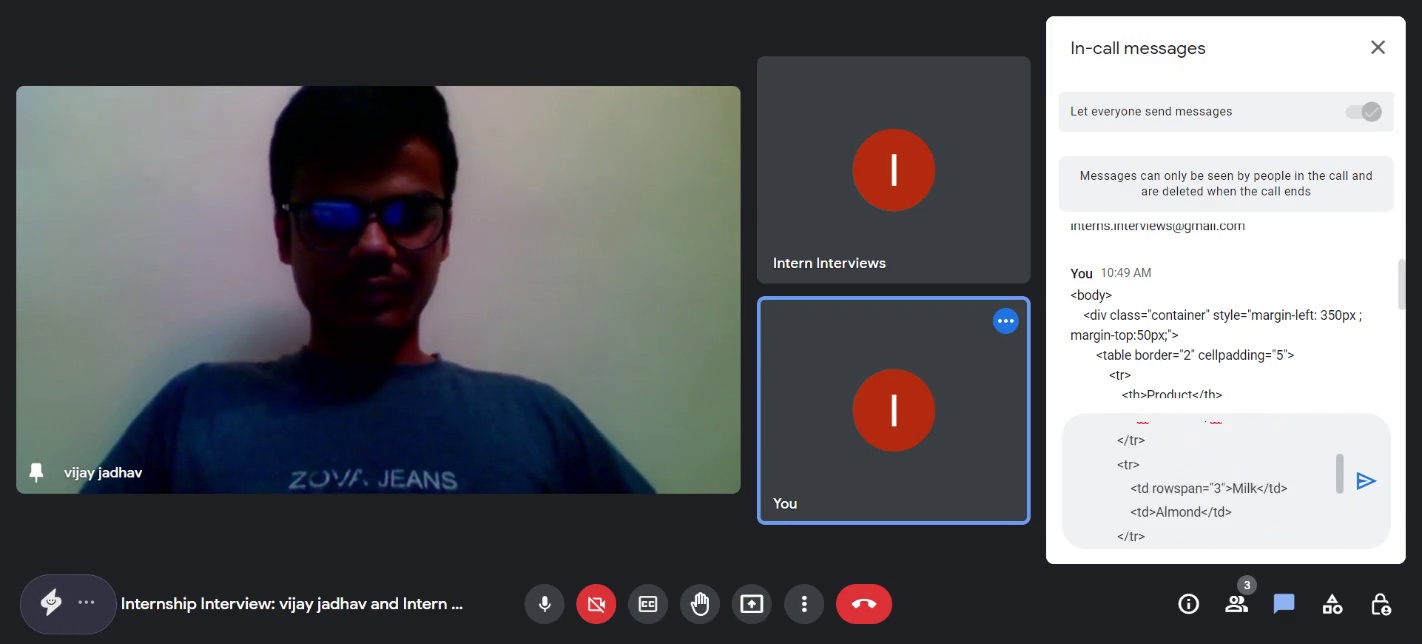 ZOVA JEANS
vijay jadhav
Intern Interviews
You
In-call messages
Let everyone send messages
Messages can only be seen by people in the call and
are deleted when the call ends
interns.interviews@gmail.com
You 10:49 AM
<body>
<div class="container" style="margin-left: 350px ;
margin-top:50px;">
<table border="2" cellpadding="5">
<tr>
<th>Product</th>
</tr>
<tr>
<td rowspan="3">Milk</td>
<td>Almond</td>
</tr>
Internship Interview: vijay jadhav and Intern ...
CC
3